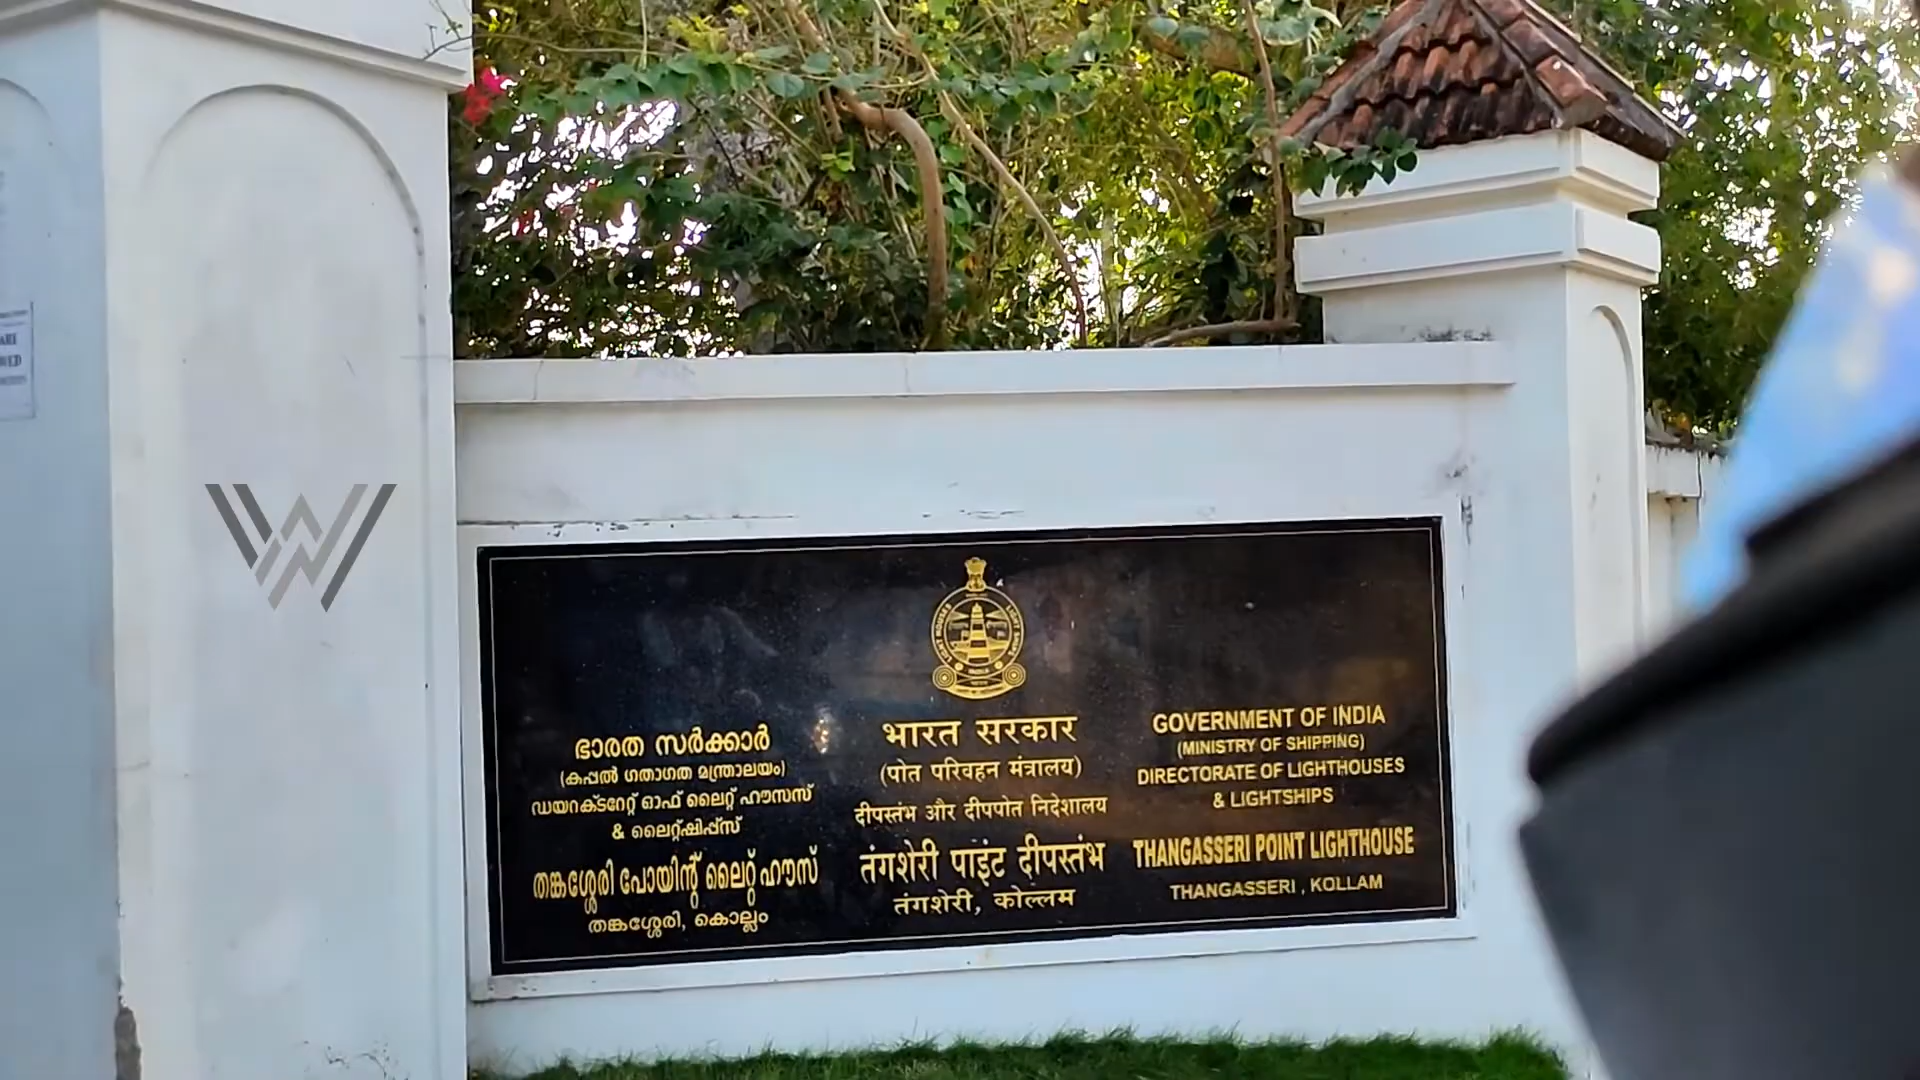 ഭാരത സർക്കാർ
(കപ്പൽ ഗതാഗത മന്ത്രാലയം)
ഡയറക്ടറേറ്റ് ഓഫ് ലൈറ്റ് ഹൗസസ്
& ലൈറ്റ്ഷിപ്പ്സ്
തങ്കശ്ശേരി പോയിന്റ് ലൈറ്റ് ഹൗസ്
തങ്കശ്ശേരി, കൊല്ലം
भारत सरकार
(पोत परिवहन मंत्रालय)
दीपस्तंभ और दीपपोत निदेशालय
तंगशेरी पाइंट दीपस्तंभ
तंगशेरी, कोल्लम
GOVERNMENT OF INDIA
(MINISTRY OF SHIPPING)
DIRECTORATE OF LIGHTHOUSES
& LIGHTSHIPS
THANGASSERI POINT LIGHTHOUSE
THANGASSERI , KOLLAM